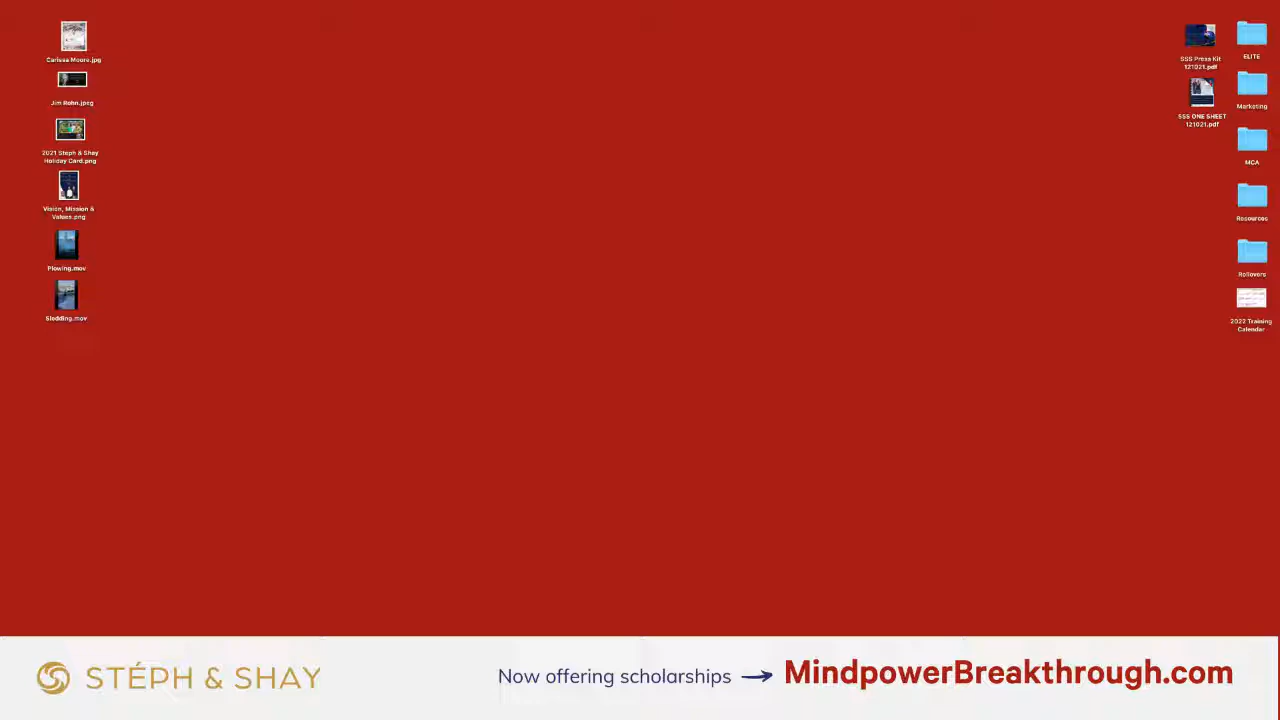 Carissa Moore.jpg
Jim Rohn.jpeg
2021 Steph & Shay
Holiday Card.png
Vision, Mission &
Values.png
Plowing.mov
Sledding.mov
SSS Press Kit
121021.pdf
SSS ONE SHEET
121021.pdf
ELITE
Marketing
MCA
Resources
Rollovers
2022 Training
Calendar
STÉPH & SHAY
Now offering scholarships → MindpowerBreakthrough.com